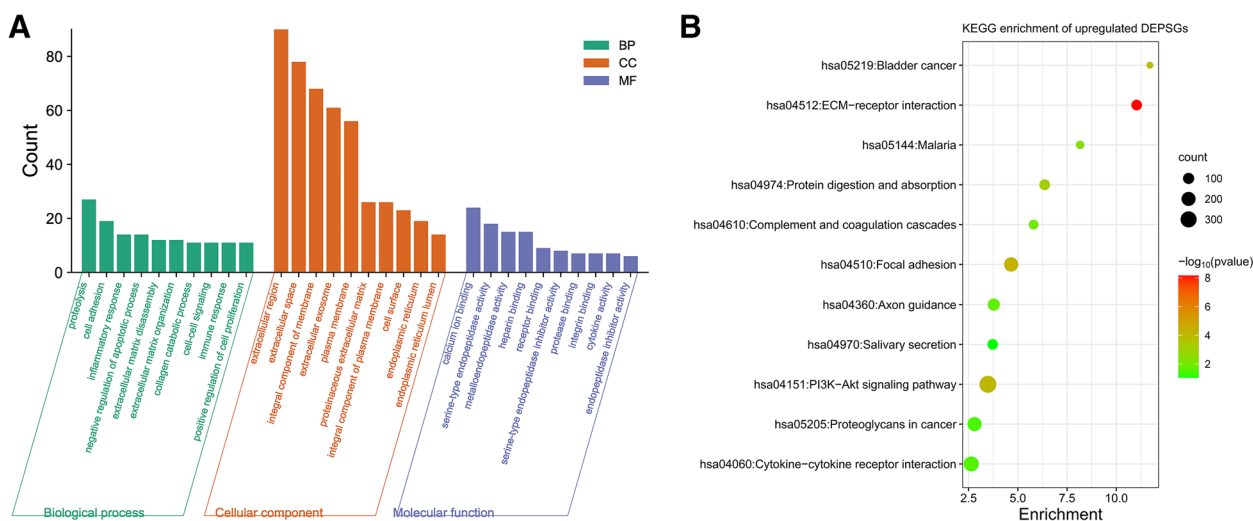 A
Count
80
60
40
20
0
BP
CC
MF
proteolysis
cell adhesion
inflammatory response
negative regulation of apoptotic process
extracellular matrix disassembly
extracellular matrix organization
collagen catabolic process
cell-cell signaling
immune response
positive regulation of cell proliferation
extracellular region
extracellular space
integral component of membrane
extracellular exosome
plasma membrane
proteinaceous extracellular matrix
integral component of plasma membrane
cell surface
endoplasmic reticulum
endoplasmic reticulum lumen
calcium ion binding
serine-type endopeptidase activity
metalloendopeptidase activity
heparin binding
receptor binding
serine-type endopeptidase inhibitor activity
protease binding
integrin binding
cytokine activity
endopeptidase inhibitor activity
Biological process
Cellular component
Molecular function
B
KEGG enrichment of upregulated DEPSGs
hsa05219:Bladder cancer
hsa04512:ECM−receptor interaction
hsa05144:Malaria
hsa04974:Protein digestion and absorption
hsa04610:Complement and coagulation cascades
hsa04510:Focal adhesion
hsa04360:Axon guidance
hsa04970:Salivary secretion
hsa04151:PI3K−Akt signaling pathway
hsa05205:Proteoglycans in cancer
hsa04060:Cytokine−cytokine receptor interaction
2.5 5.0 7.5 10.0
Enrichment
count
100
200
300
−log₁₀(pvalue)
8
6
4
2